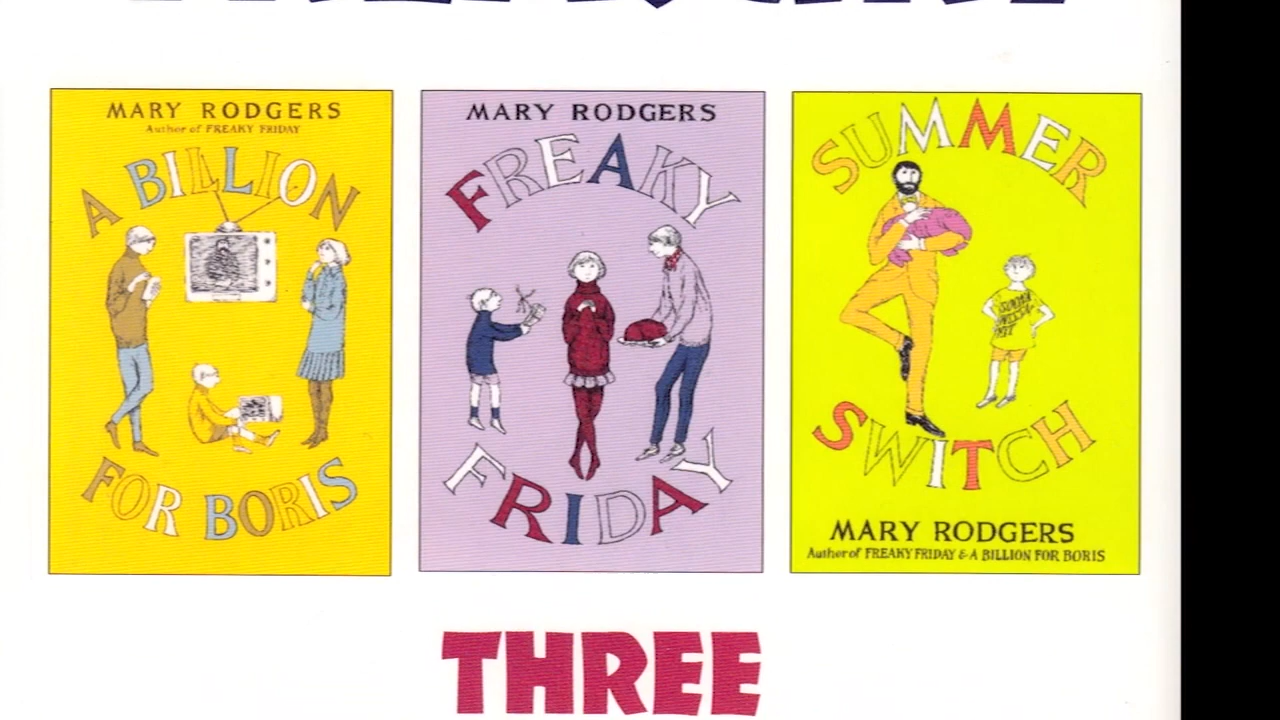 MARY RODGERS
Author of FREAKY FRIDAY
A BILLION
FOR BORIS
MARY RODGERS
FREAKY
FRIDAY
SUMMER
SWITCH
MARY RODGERS
Author of FREAKY FRIDAY & A BILLION FOR BORIS
THREE